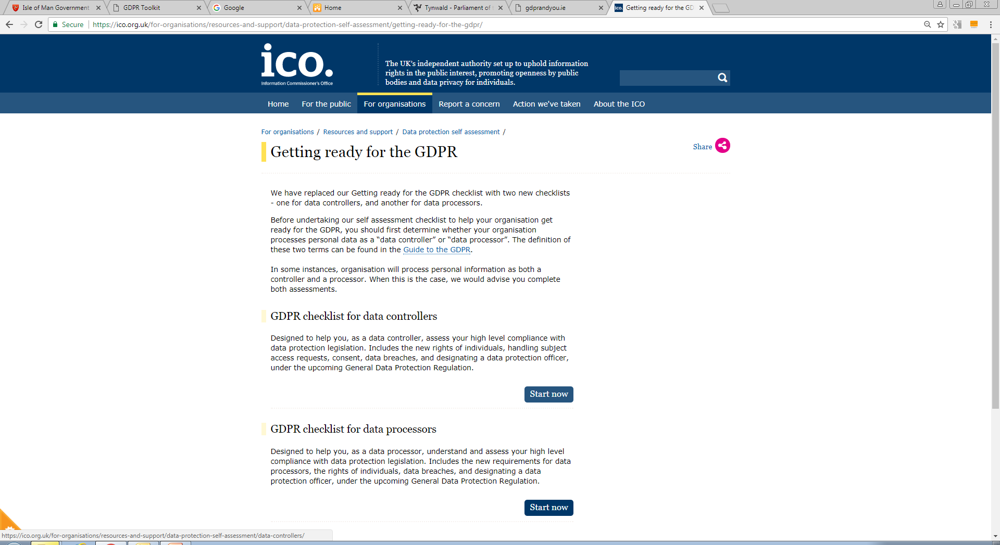 Isle of Man Government
GDPR Toolkit
Google
Home
Tynwald - Parliament of
gdprandyou.ie
ico.
Getting ready for the GD
Secure
https://ico.org.uk/for-organisations/resources-and-support/data-protection-self-assessment/getting-ready-for-the-gdpr/
ico.
Information Commissioner's Office
The UK's independent authority set up to uphold information
rights in the public interest, promoting openness by public
bodies and data privacy for individuals.
Home
For the public
For organisations
Report a concern
Action we've taken
About the ICO
For organisations / Resources and support / Data protection self assessment /
Getting ready for the GDPR
Share
We have replaced our Getting ready for the GDPR checklist with two new checklists
- one for data controllers, and another for data processors.
Before undertaking our self assessment checklist to help your organisation get
ready for the GDPR, you should first determine whether your organisation
processes personal data as a “data controller” or “data processor”. The definition of
these two terms can be found in the Guide to the GDPR.
In some instances, organisation will process personal information as both a
controller and a processor. When this is the case, we would advise you complete
both assessments.
GDPR checklist for data controllers
Designed to help you, as a data controller, assess your high level compliance with
data protection legislation. Includes the new rights of individuals, handling subject
access requests, consent, data breaches, and designating a data protection officer,
under the upcoming General Data Protection Regulation.
Start now
GDPR checklist for data processors
Designed to help you, as a data processor, understand and assess your high level
compliance with data protection legislation. Includes the new requirements for data
processors, the rights of individuals, data breaches, and designating a data
protection officer, under the upcoming General Data Protection Regulation.
Start now
https://ico.org.uk/for-organisations/resources-and-support/data-protection-self-assessment/data-controllers/